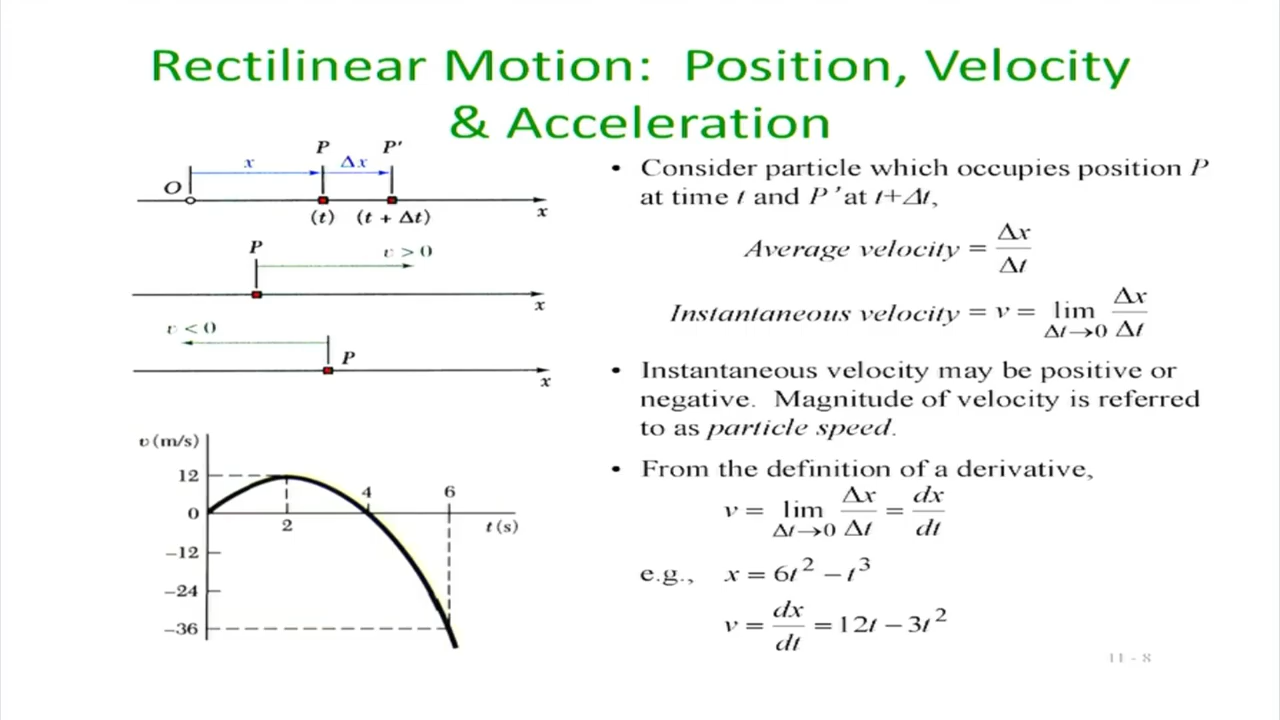 Rectilinear Motion: Position, Velocity
& Acceleration
P P'
x Δx
O
(t) (t + Δt) x
P
v > 0
x
v < 0
P
x
v (m/s)
12
4 6
0
2
t (s)
−12
−24
−36
• Consider particle which occupies position P
at time t and P' at t+Δt,
Average velocity = Δx/Δt
Instantaneous velocity = v = lim Δt→0 Δx/Δt
• Instantaneous velocity may be positive or
negative. Magnitude of velocity is referred
to as particle speed.
• From the definition of a derivative,
v = lim Δt→0 Δx/Δt = dx/dt
e.g., x = 6t² − t³
v = dx/dt = 12t − 3t²
11 - 8